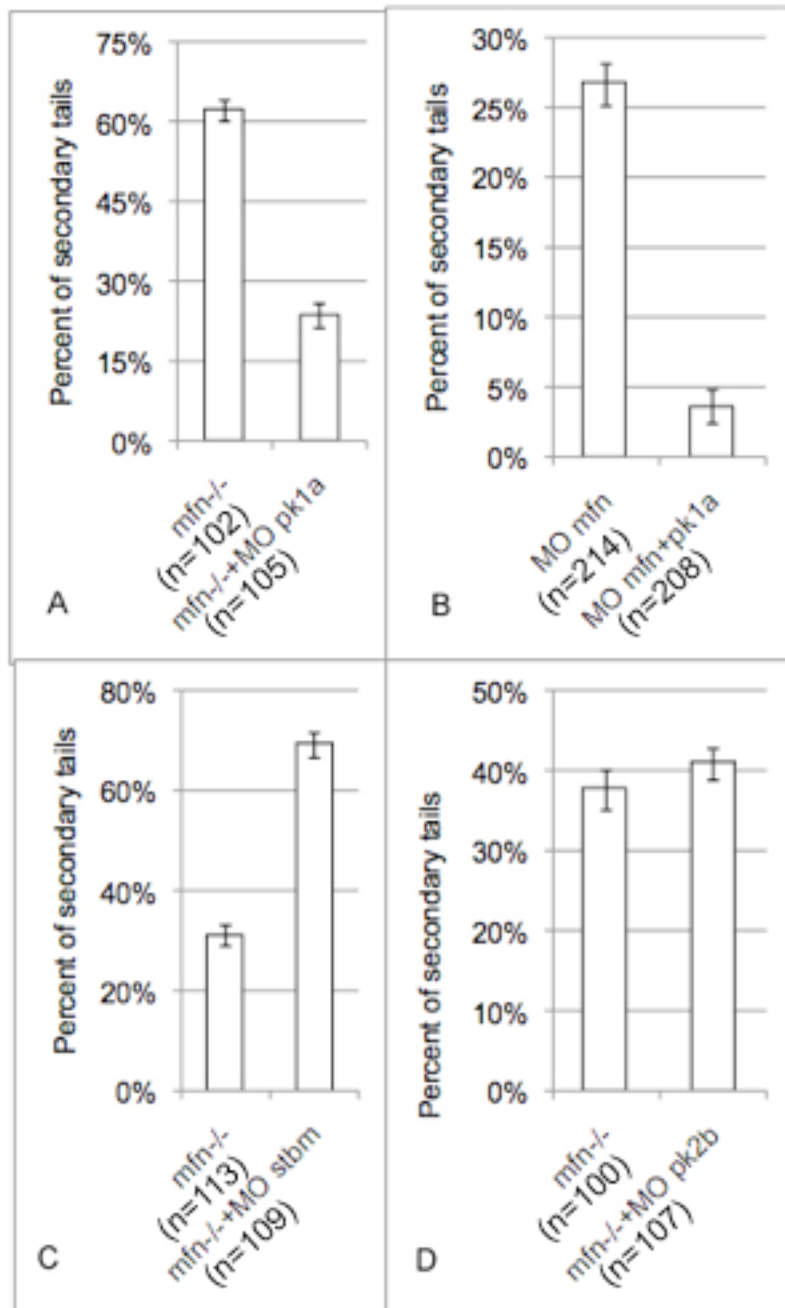 Percent of secondary tails
75%
60%
45%
30%
15%
0%
mfn-/-
(n=102)
mfn-/-+MO pk1a
(n=105)
A
Percent of secondary tails
30%
25%
20%
15%
10%
5%
0%
MO mfn
(n=214)
MO mfn+pk1a
(n=208)
B
Percent of secondary tails
80%
60%
40%
20%
0%
mfn-/-
(n=113)
mfn-/-+MO stbm
(n=109)
C
Percent of secondary tails
50%
40%
30%
20%
10%
0%
mfn-/-
(n=100)
mfn-/-+MO pk2b
(n=107)
D